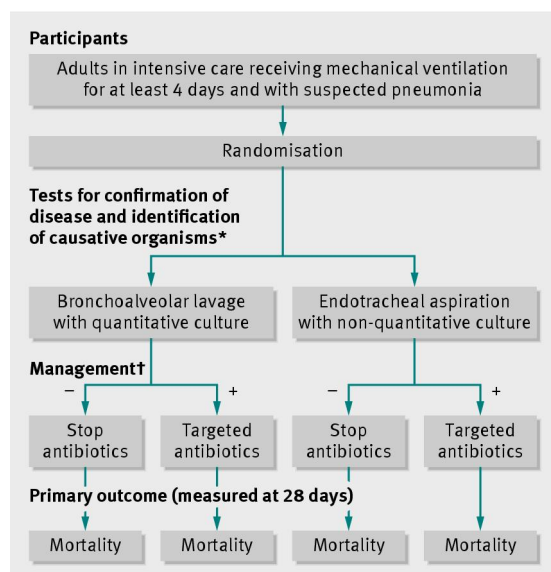 Participants
Adults in intensive care receiving mechanical ventilation
for at least 4 days and with suspected pneumonia
Randomisation
Tests for confirmation of
disease and identification
of causative organisms*
Bronchoalveolar lavage
with quantitative culture
Endotracheal aspiration
with non-quantitative culture
Management†
− + − +
Stop
antibiotics
Targeted
antibiotics
Stop
antibiotics
Targeted
antibiotics
Primary outcome (measured at 28 days)
Mortality Mortality Mortality Mortality